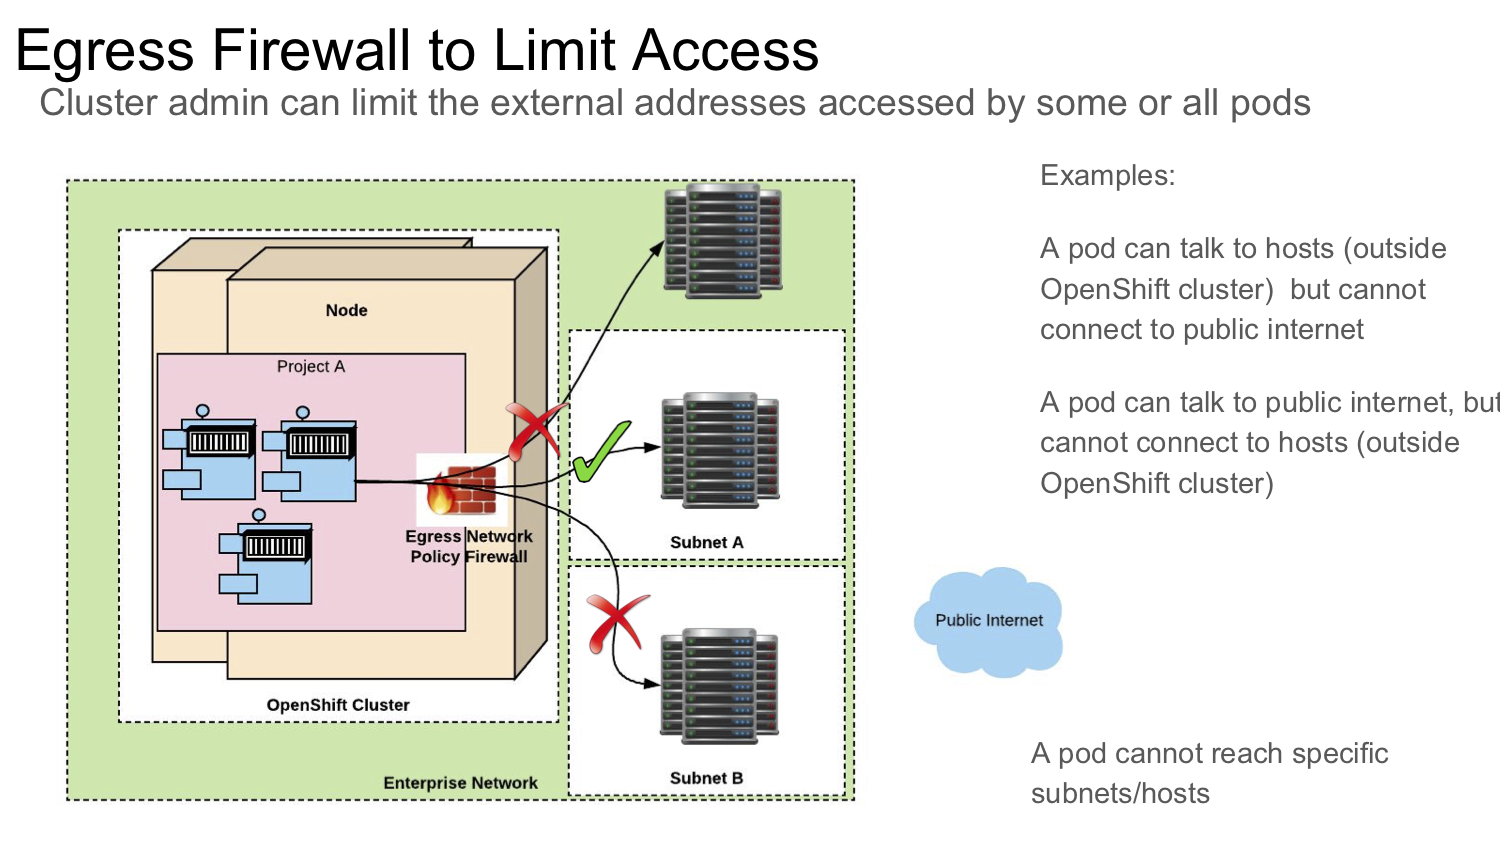 Egress Firewall to Limit Access
Cluster admin can limit the external addresses accessed by some or all pods
Examples:
A pod can talk to hosts (outside
OpenShift cluster)  but cannot
connect to public internet
A pod can talk to public internet, but
cannot connect to hosts (outside
OpenShift cluster)
Node
Project A
Egress Network
Policy Firewall
OpenShift Cluster
Enterprise Network
Subnet A
Subnet B
Public Internet
A pod cannot reach specific
subnets/hosts